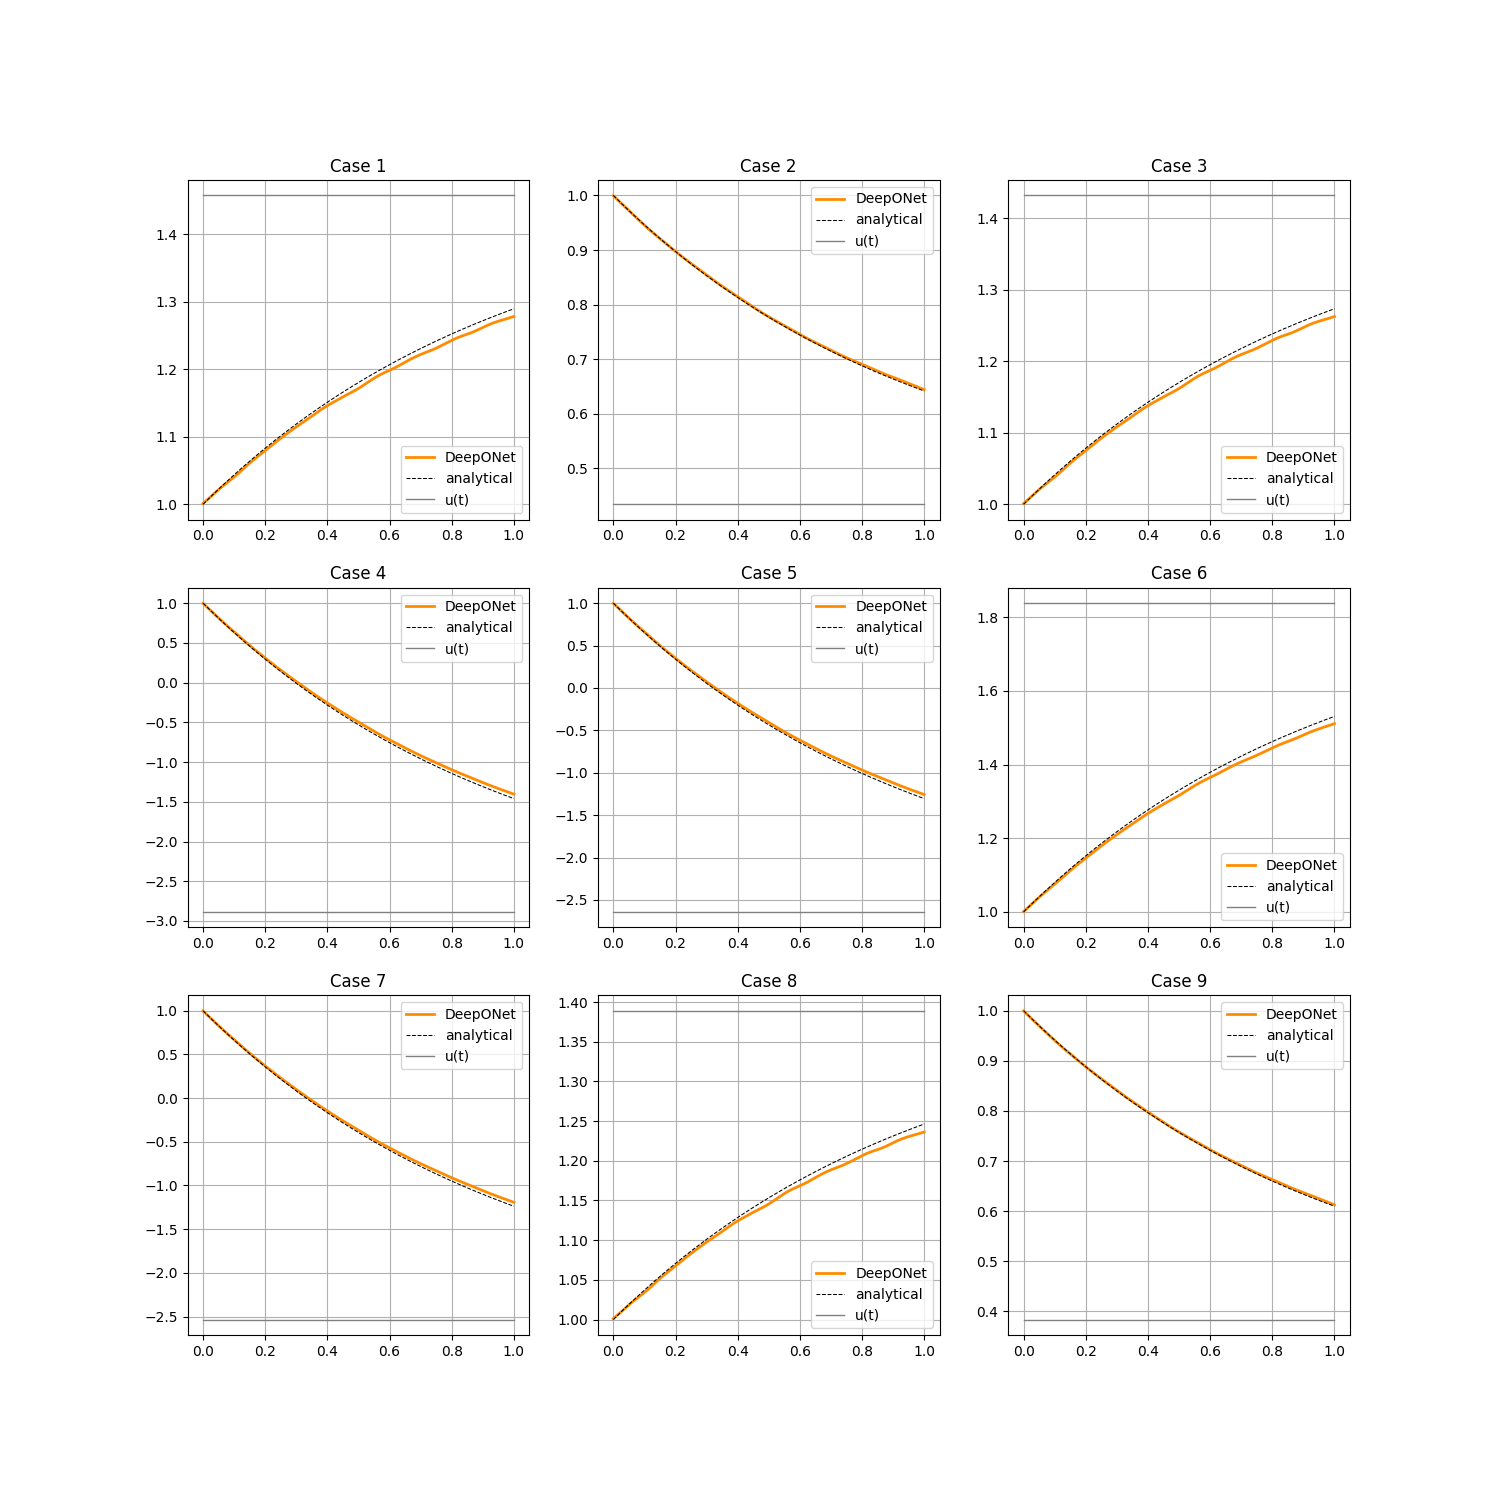 Case 1
1.4
1.3
1.2
1.1
1.0
DeepONet
analytical
u(t)
0.0 0.2 0.4 0.6 0.8 1.0
Case 2
1.0
0.9
0.8
0.7
0.6
0.5
DeepONet
analytical
u(t)
0.0 0.2 0.4 0.6 0.8 1.0
Case 3
1.4
1.3
1.2
1.1
1.0
DeepONet
analytical
u(t)
0.0 0.2 0.4 0.6 0.8 1.0
Case 4
1.0
0.5
0.0
−0.5
−1.0
−1.5
−2.0
−2.5
−3.0
DeepONet
analytical
u(t)
0.0 0.2 0.4 0.6 0.8 1.0
Case 5
1.0
0.5
0.0
−0.5
−1.0
−1.5
−2.0
−2.5
DeepONet
analytical
u(t)
0.0 0.2 0.4 0.6 0.8 1.0
Case 6
1.8
1.6
1.4
1.2
1.0
DeepONet
analytical
u(t)
0.0 0.2 0.4 0.6 0.8 1.0
Case 7
1.0
0.5
0.0
−0.5
−1.0
−1.5
−2.0
−2.5
DeepONet
analytical
u(t)
0.0 0.2 0.4 0.6 0.8 1.0
Case 8
1.40
1.35
1.30
1.25
1.20
1.15
1.10
1.05
1.00
DeepONet
analytical
u(t)
0.0 0.2 0.4 0.6 0.8 1.0
Case 9
1.0
0.9
0.8
0.7
0.6
0.5
0.4
DeepONet
analytical
u(t)
0.0 0.2 0.4 0.6 0.8 1.0